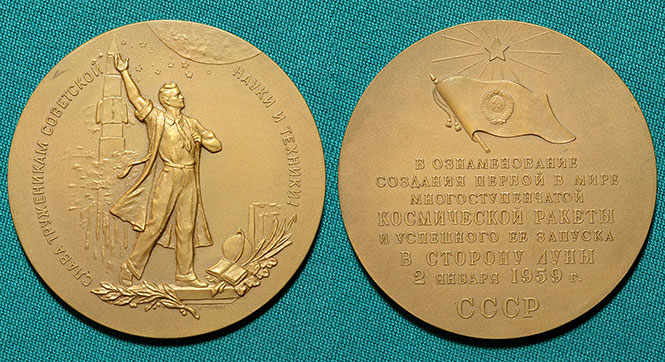 СЛАВА ТРУЖЕНИКАМ СОВЕТСКОЙ
НАУКИ И ТЕХНИКИ!
В ОЗНАМЕНОВАНИЕ
СОЗДАНИЯ ПЕРВОЙ В МИРЕ
МНОГОСТУПЕНЧАТОЙ
КОСМИЧЕСКОЙ РАКЕТЫ
И УСПЕШНОГО ЕЕ ЗАПУСКА
В СТОРОНУ ЛУНЫ
2 ЯНВАРЯ 1959 г.
СССР